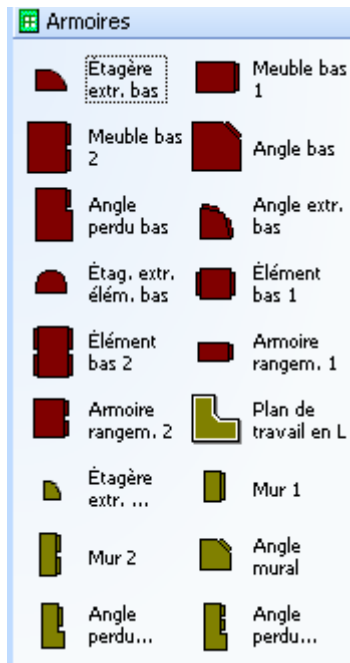 Armoires
Étagère
extr. bas
Meuble bas
1
Meuble bas
2
Angle bas
Angle
perdu bas
Angle extr.
bas
Étag. extr.
élém. bas
Élément
bas 1
Élément
bas 2
Armoire
rangem. 1
Armoire
rangem. 2
Plan de
travail en L
Étagère
extr. ...
Mur 1
Mur 2
Angle
mural
Angle
perdu...
Angle
perdu...